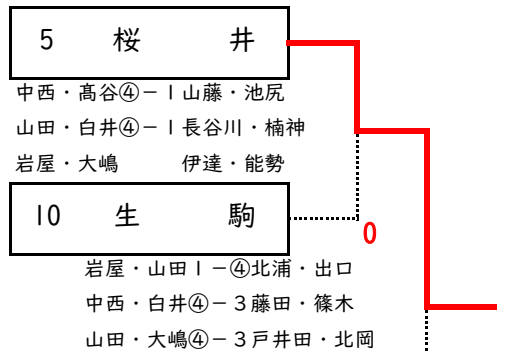 5 桜 井
中西・髙谷④－1山藤・池尻
山田・白井④－1長谷川・楠神
岩屋・大嶋 伊達・能勢
10 生 駒
0
岩屋・山田1－④北浦・出口
中西・白井④－3藤田・篠木
山田・大嶋④－3戸井田・北岡